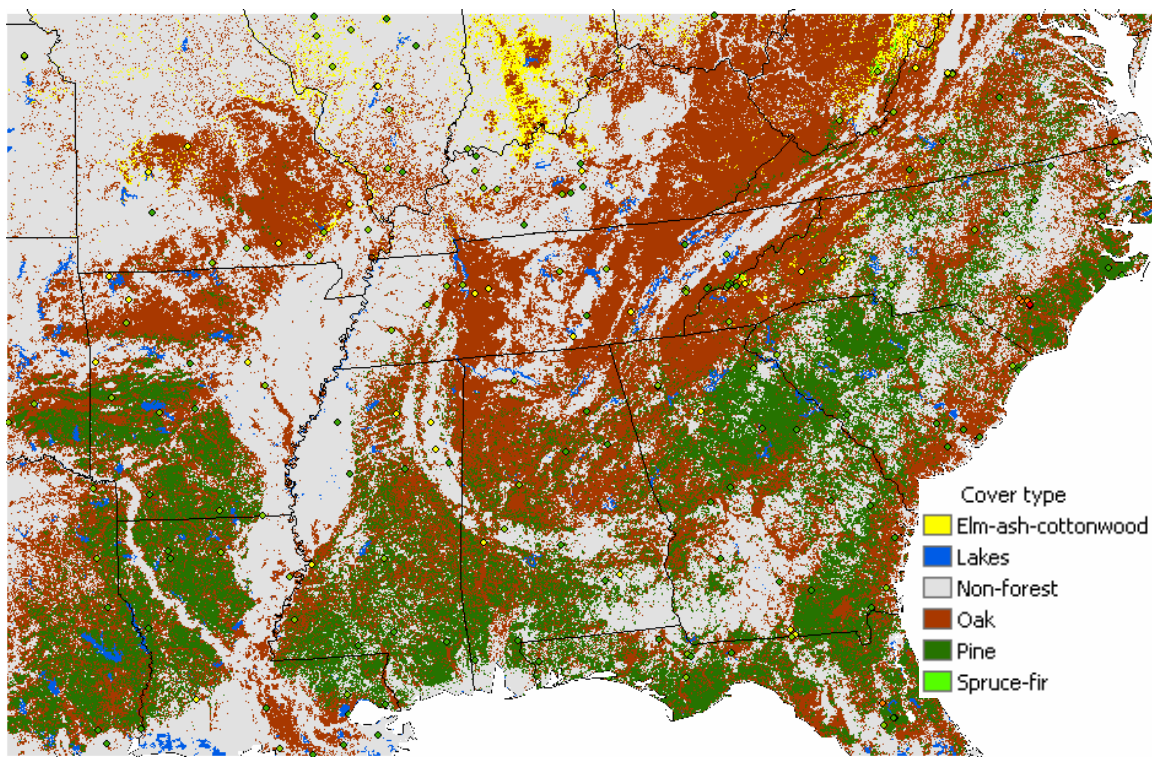 Cover type
Elm-ash-cottonwood
Lakes
Non-forest
Oak
Pine
Spruce-fir